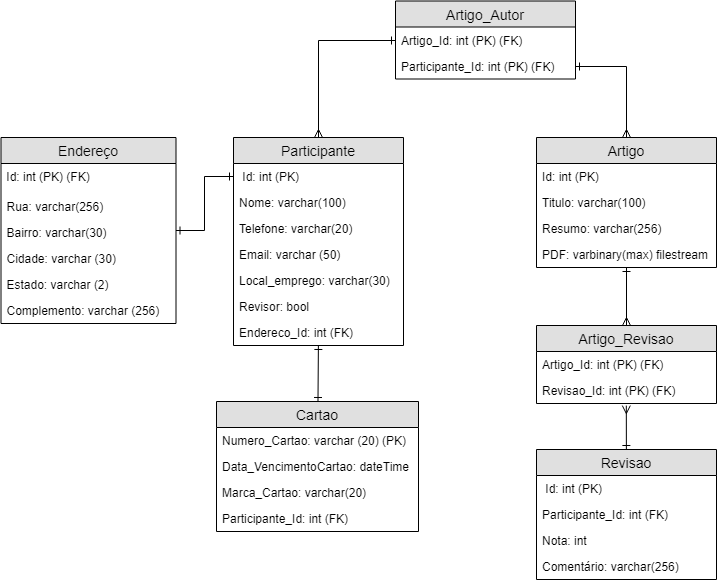 Artigo_Autor
Artigo_Id: int (PK) (FK)
Participante_Id: int (PK) (FK)
Endereço
Id: int (PK) (FK)
Rua: varchar(256)
Bairro: varchar(30)
Cidade: varchar (30)
Estado: varchar (2)
Complemento: varchar (256)
Participante
Id: int (PK)
Nome: varchar(100)
Telefone: varchar(20)
Email: varchar (50)
Local_emprego: varchar(30)
Revisor: bool
Endereco_Id: int (FK)
Artigo
Id: int (PK)
Titulo: varchar(100)
Resumo: varchar(256)
PDF: varbinary(max) filestream
Artigo_Revisao
Artigo_Id: int (PK) (FK)
Revisao_Id: int (PK) (FK)
Cartao
Numero_Cartao: varchar (20) (PK)
Data_VencimentoCartao: dateTime
Marca_Cartao: varchar(20)
Participante_Id: int (FK)
Revisao
Id: int (PK)
Participante_Id: int (FK)
Nota: int
Comentário: varchar(256)